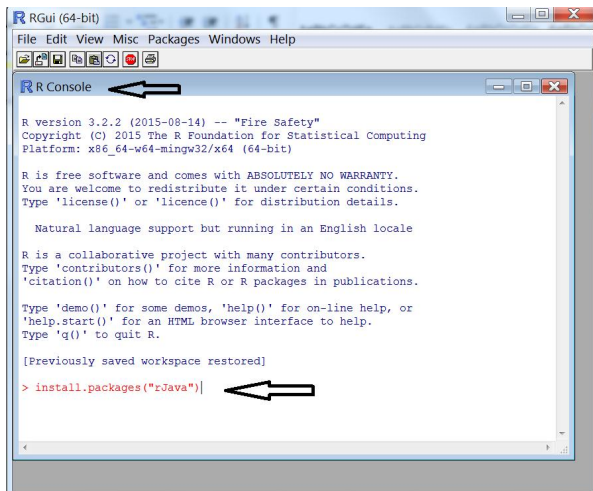 RGui (64-bit)
File Edit View Misc Packages Windows Help
R Console
R version 3.2.2 (2015-08-14) -- "Fire Safety"
Copyright (C) 2015 The R Foundation for Statistical Computing
Platform: x86_64-w64-mingw32/x64 (64-bit)
R is free software and comes with ABSOLUTELY NO WARRANTY.
You are welcome to redistribute it under certain conditions.
Type 'license()' or 'licence()' for distribution details.
Natural language support but running in an English locale
R is a collaborative project with many contributors.
Type 'contributors()' for more information and
'citation()' on how to cite R or R packages in publications.
Type 'demo()' for some demos, 'help()' for on-line help, or
'help.start()' for an HTML browser interface to help.
Type 'q()' to quit R.
[Previously saved workspace restored]
> install.packages("rJava")